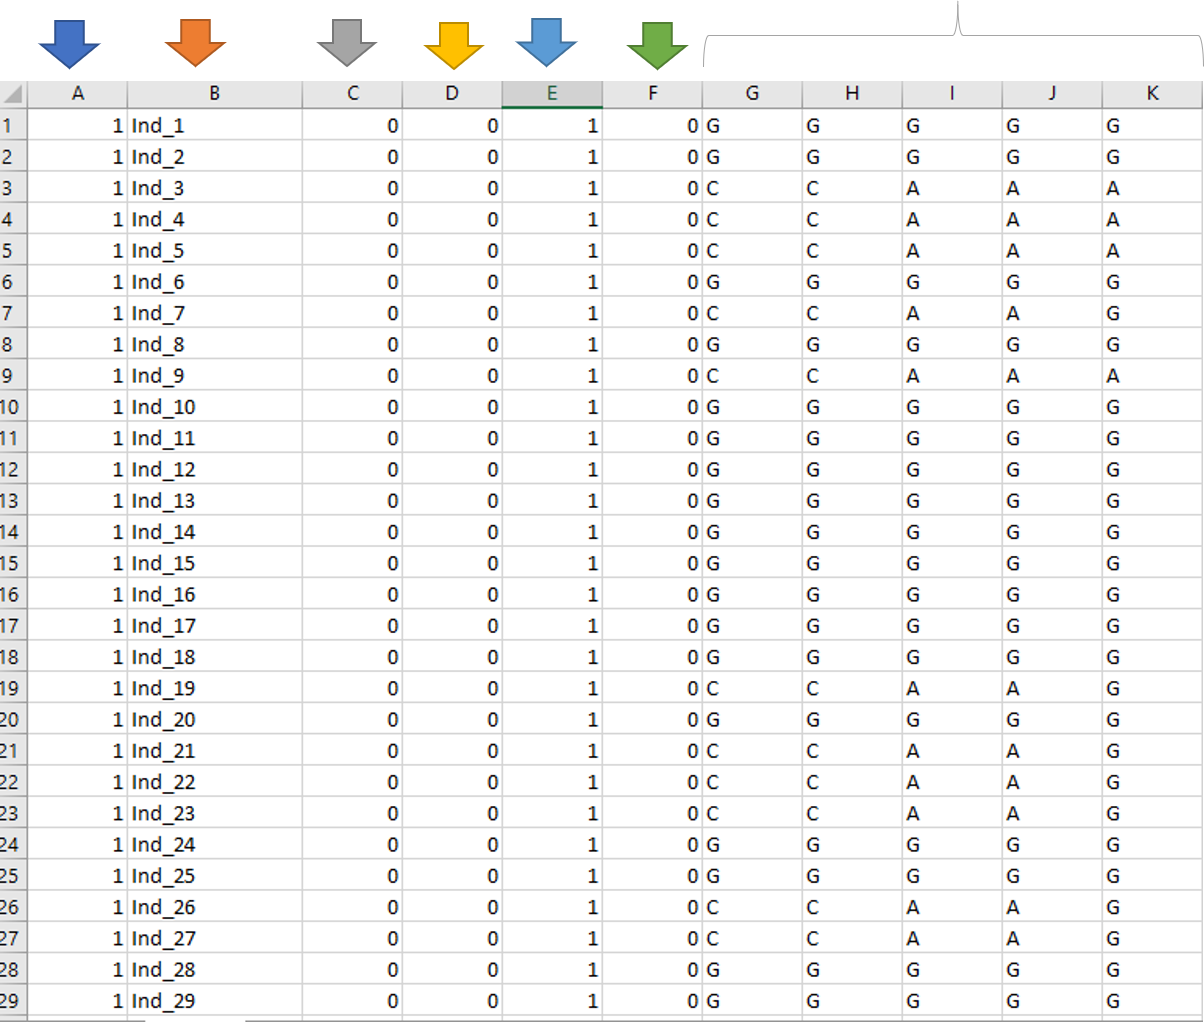 A B C D E F G H I J K
1 1 Ind_1 0 0 1 0 G G G G G
2 1 Ind_2 0 0 1 0 G G G G G
3 1 Ind_3 0 0 1 0 C C A A A
4 1 Ind_4 0 0 1 0 C C A A A
5 1 Ind_5 0 0 1 0 C C A A A
6 1 Ind_6 0 0 1 0 G G G G G
7 1 Ind_7 0 0 1 0 C C A A G
8 1 Ind_8 0 0 1 0 G G G G G
9 1 Ind_9 0 0 1 0 C C A A A
10 1 Ind_10 0 0 1 0 G G G G G
11 1 Ind_11 0 0 1 0 G G G G G
12 1 Ind_12 0 0 1 0 G G G G G
13 1 Ind_13 0 0 1 0 G G G G G
14 1 Ind_14 0 0 1 0 G G G G G
15 1 Ind_15 0 0 1 0 G G G G G
16 1 Ind_16 0 0 1 0 G G G G G
17 1 Ind_17 0 0 1 0 G G G G G
18 1 Ind_18 0 0 1 0 G G G G G
19 1 Ind_19 0 0 1 0 C C A A G
20 1 Ind_20 0 0 1 0 G G G G G
21 1 Ind_21 0 0 1 0 C C A A G
22 1 Ind_22 0 0 1 0 C C A A G
23 1 Ind_23 0 0 1 0 C C A A G
24 1 Ind_24 0 0 1 0 G G G G G
25 1 Ind_25 0 0 1 0 G G G G G
26 1 Ind_26 0 0 1 0 C C A A G
27 1 Ind_27 0 0 1 0 C C A A G
28 1 Ind_28 0 0 1 0 G G G G G
29 1 Ind_29 0 0 1 0 G G G G G